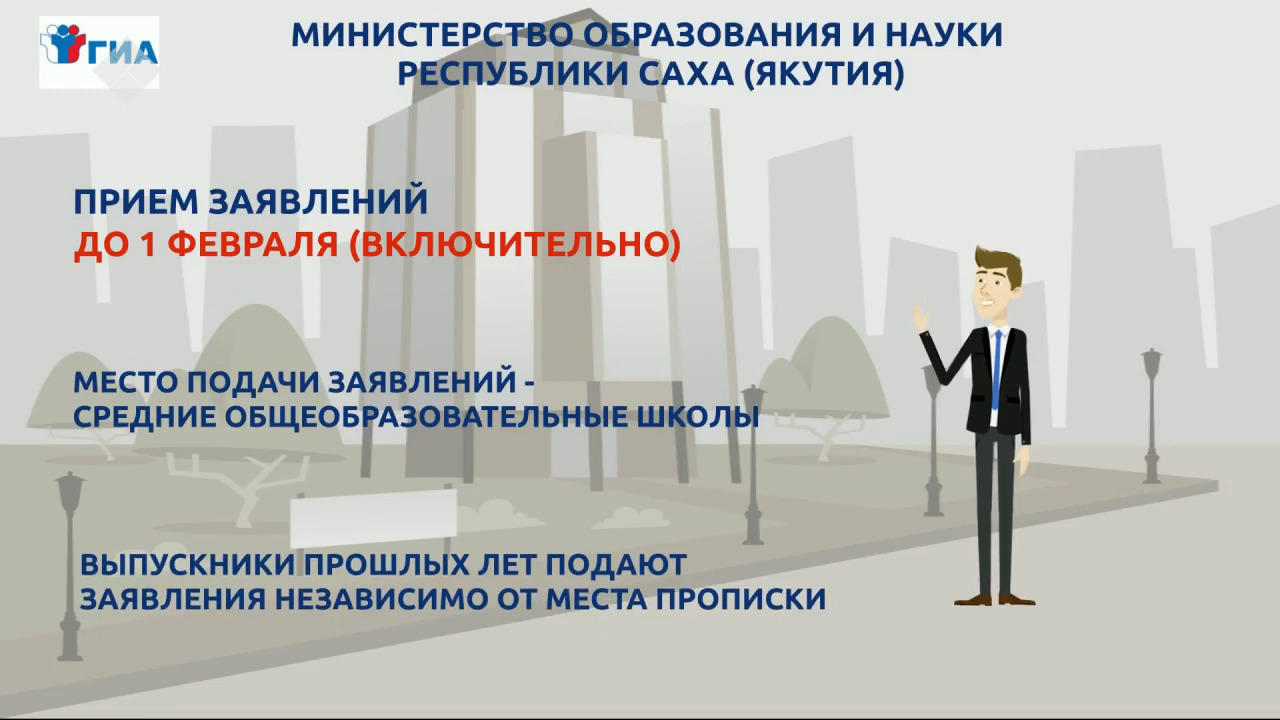 ГИА
МИНИСТЕРСТВО ОБРАЗОВАНИЯ И НАУКИ
РЕСПУБЛИКИ САХА (ЯКУТИЯ)
ПРИЕМ ЗАЯВЛЕНИЙ
ДО 1 ФЕВРАЛЯ (ВКЛЮЧИТЕЛЬНО)
МЕСТО ПОДАЧИ ЗАЯВЛЕНИЙ -
СРЕДНИЕ ОБЩЕОБРАЗОВАТЕЛЬНЫЕ ШКОЛЫ
ВЫПУСКНИКИ ПРОШЛЫХ ЛЕТ ПОДАЮТ
ЗАЯВЛЕНИЯ НЕЗАВИСИМО ОТ МЕСТА ПРОПИСКИ